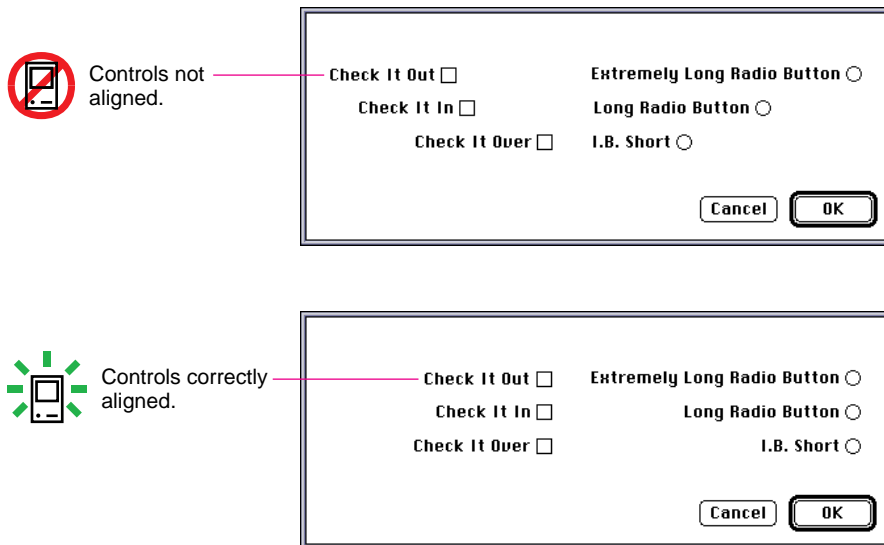 Controls not
aligned.
Check It Out
Extremely Long Radio Button
Check It In
Long Radio Button
Check It Over
I.B. Short
Cancel
OK
Controls correctly
aligned.
Check It Out
Extremely Long Radio Button
Check It In
Long Radio Button
Check It Over
I.B. Short
Cancel
OK